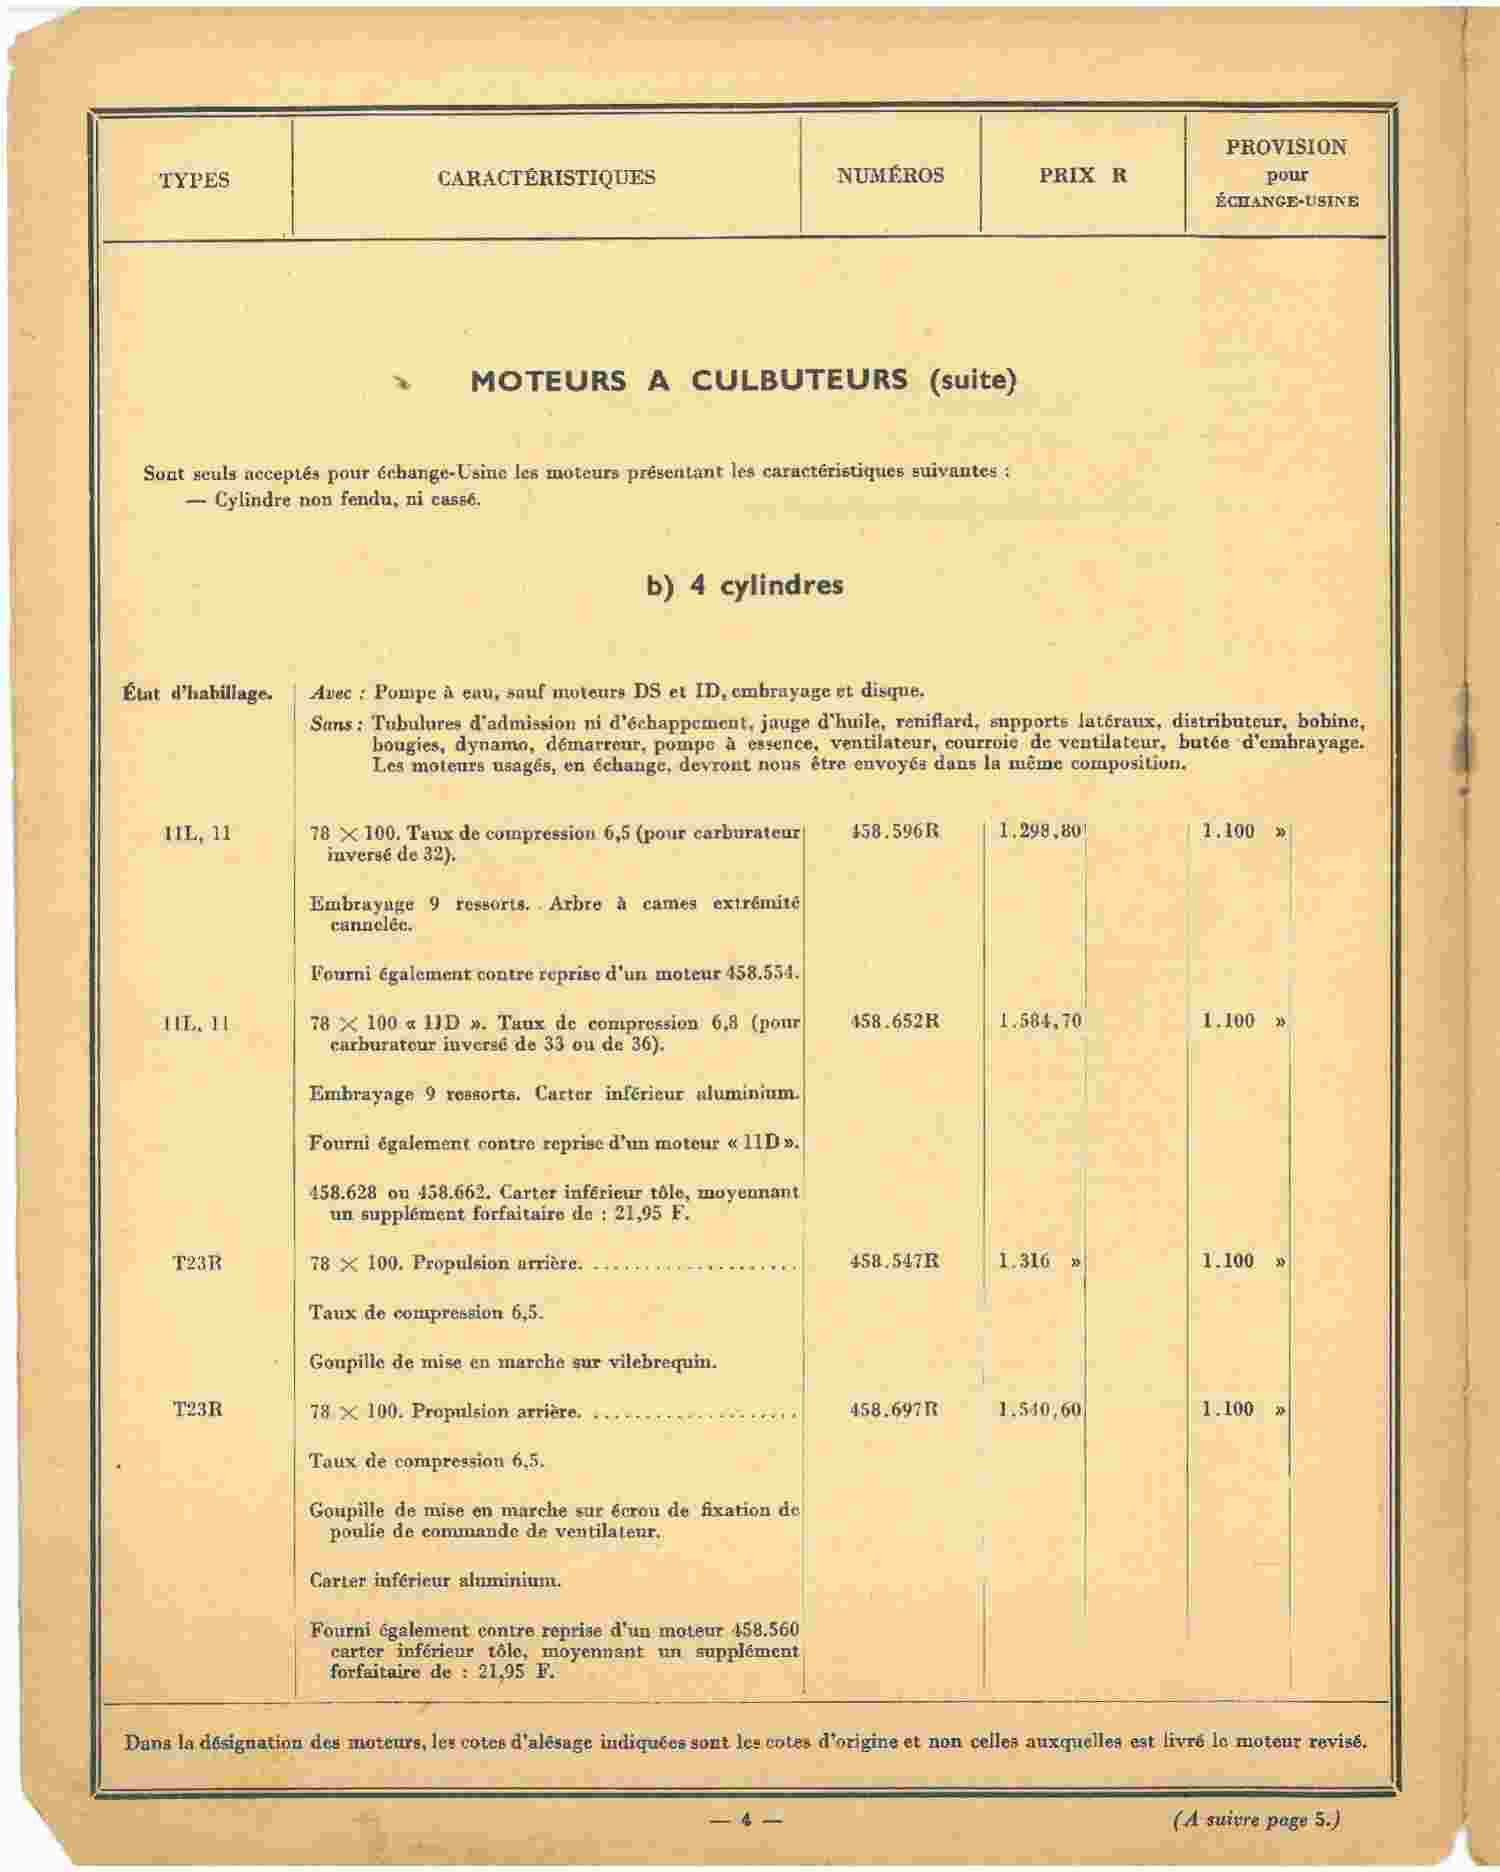 TYPES
CARACTÉRISTIQUES
NUMÉROS
PRIX R
PROVISION
pour
ÉCHANGE-USINE
MOTEURS A CULBUTEURS (suite)
Sont seuls acceptés pour échange-Usine les moteurs présentant les caractéristiques suivantes :
— Cylindre non fendu, ni cassé.
b) 4 cylindres
État d'habillage.
Avec : Pompe à eau, sauf moteurs DS et ID, embrayage et disque.
Sans : Tubulures d'admission ni d'échappement, jauge d'huile, reniflard, supports latéraux, distributeur, bobine,
bougies, dynamo, démarreur, pompe à essence, ventilateur, courroie de ventilateur, butée d'embrayage.
Les moteurs usagés, en échange, devront nous être envoyés dans la même composition.
11L, 11 78 × 100. Taux de compression 6,5 (pour carburateur 458.596R 1.298,80 1.100 »
inversé de 32).
Embrayage 9 ressorts. Arbre à cames extrémité
cannelée.
Fourni également contre reprise d'un moteur 458.554.
11L, 11 78 × 100 « 11D ». Taux de compression 6,8 (pour 458.652R 1.584,70 1.100 »
carburateur inversé de 33 ou de 36).
Embrayage 9 ressorts. Carter inférieur aluminium.
Fourni également contre reprise d'un moteur « 11D ».
458.628 ou 458.662. Carter inférieur tôle, moyennant
un supplément forfaitaire de : 21,95 F.
T23R 78 × 100. Propulsion arrière. .................... 458.547R 1.316 » 1.100 »
Taux de compression 6,5.
Goupille de mise en marche sur vilebrequin.
T23R 78 × 100. Propulsion arrière. .................... 458.697R 1.540,60 1.100 »
Taux de compression 6,5.
Goupille de mise en marche sur écrou de fixation de
poulie de commande de ventilateur.
Carter inférieur aluminium.
Fourni également contre reprise d'un moteur 458.560
carter inférieur tôle, moyennant un supplément
forfaitaire de : 21,95 F.
Dans la désignation des moteurs, les cotes d'alésage indiquées sont les cotes d'origine et non celles auxquelles est livré le moteur revisé.
— 4 —
(A suivre page 5.)